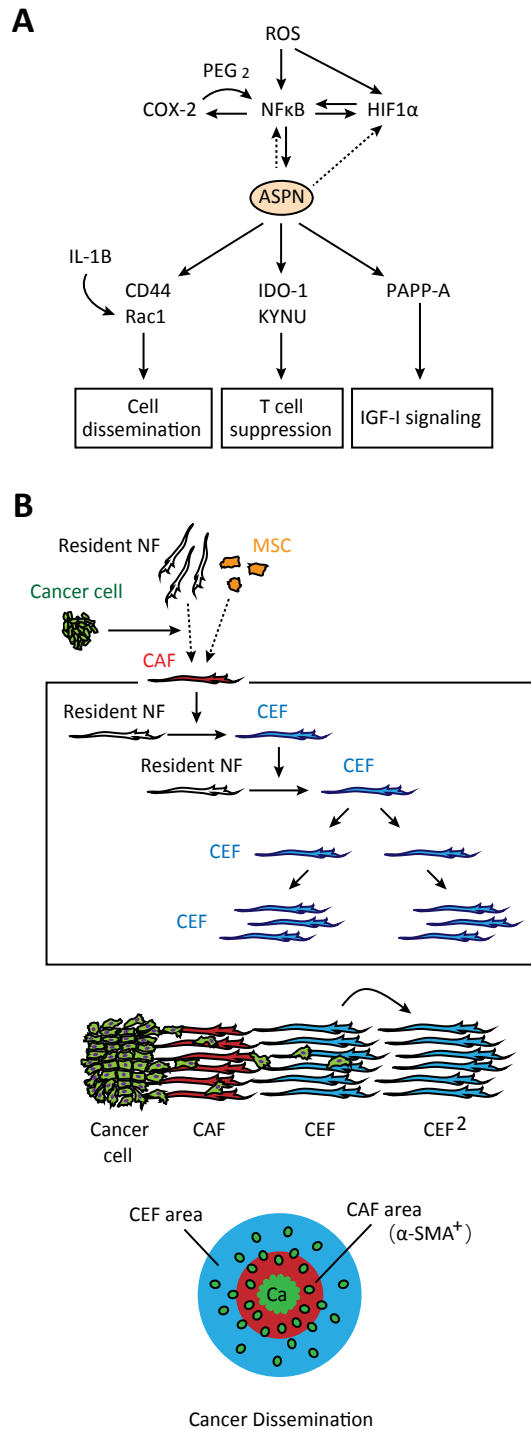 A
ROS
PEG 2
COX-2
NFκB
HIF1α
ASPN
IL-1B
CD44
Rac1
IDO-1
KYNU
PAPP-A
Cell
dissemination
T cell
suppression
IGF-I signaling
B
Resident NF
MSC
Cancer cell
CAF
Resident NF
CEF
Resident NF
CEF
CEF
CEF
Cancer
cell
CAF
CEF
CEF2
CEF area
CAF area
(α-SMA+)
Ca
Cancer Dissemination